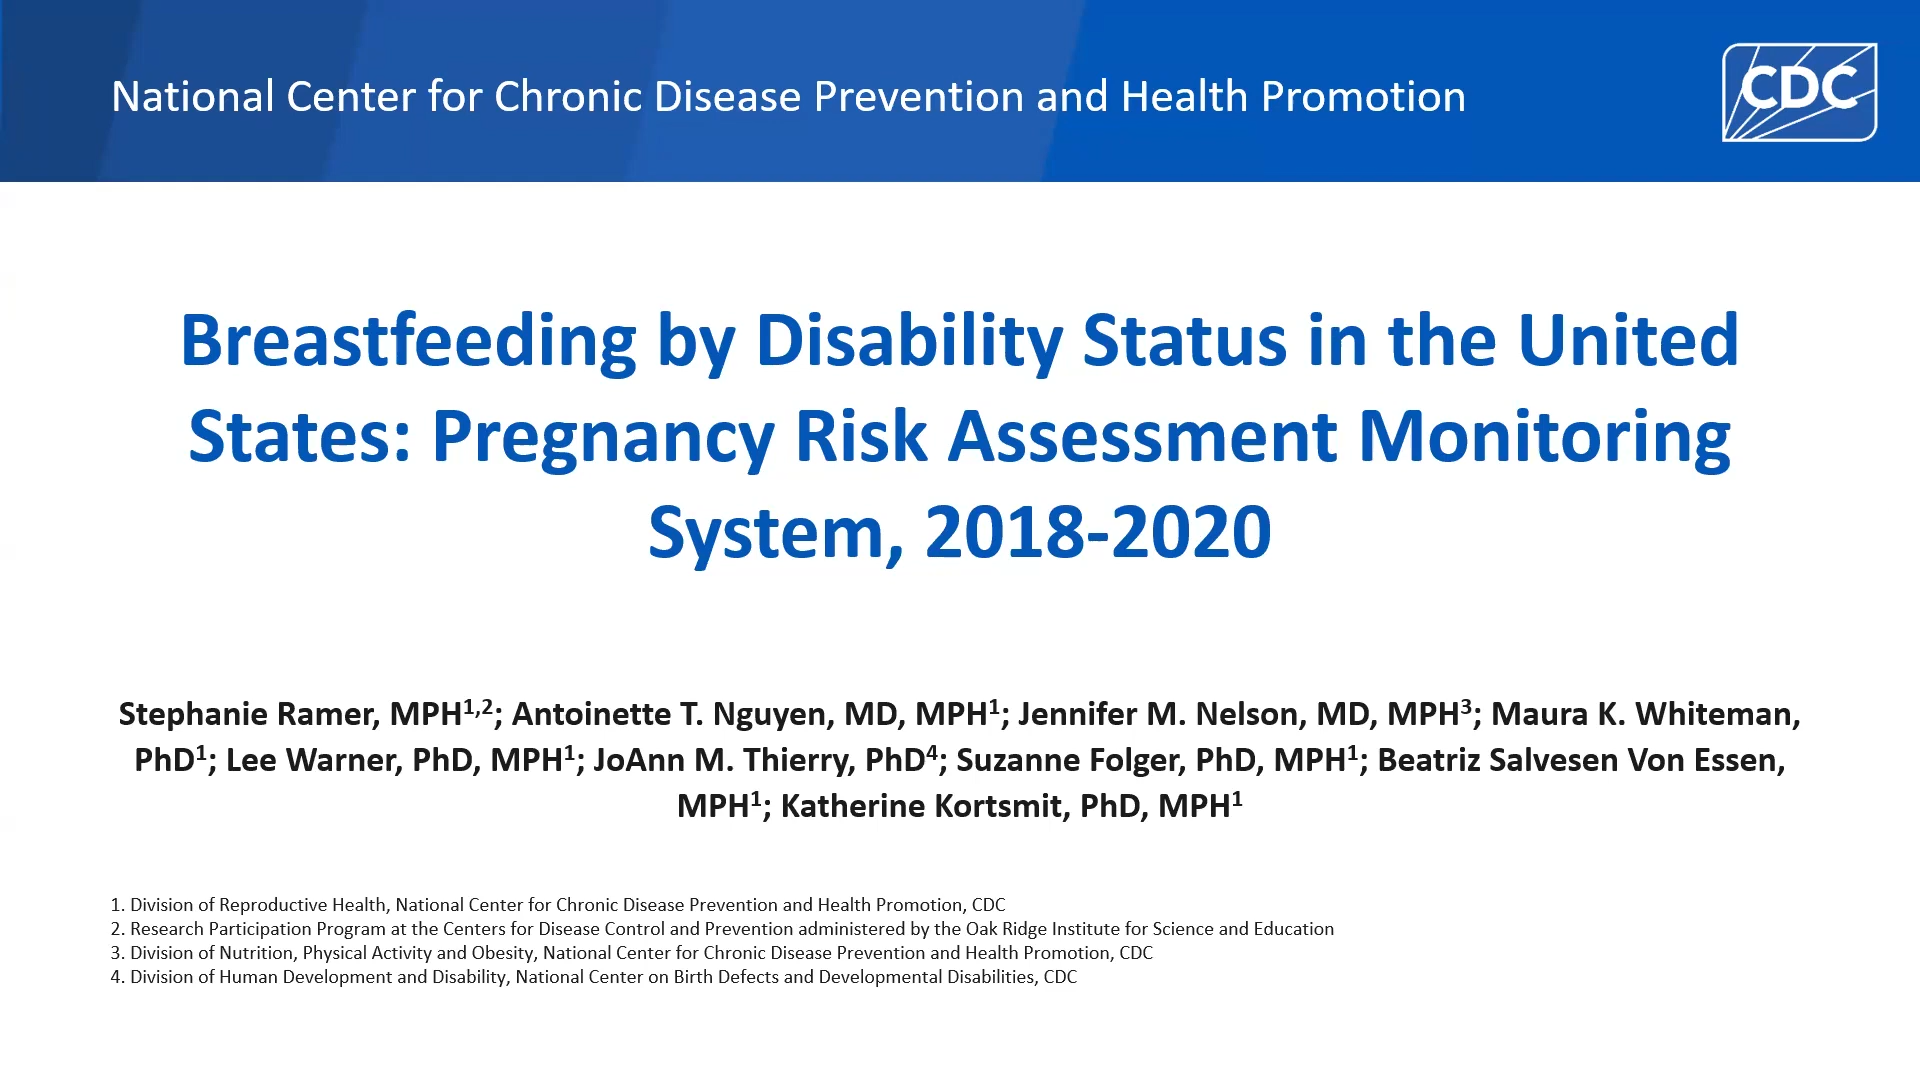 National Center for Chronic Disease Prevention and Health Promotion
CDC
Breastfeeding by Disability Status in the United
States: Pregnancy Risk Assessment Monitoring
System, 2018-2020
Stephanie Ramer, MPH1,2; Antoinette T. Nguyen, MD, MPH1; Jennifer M. Nelson, MD, MPH3; Maura K. Whiteman,
PhD1; Lee Warner, PhD, MPH1; JoAnn M. Thierry, PhD4; Suzanne Folger, PhD, MPH1; Beatriz Salvesen Von Essen,
MPH1; Katherine Kortsmit, PhD, MPH1
1. Division of Reproductive Health, National Center for Chronic Disease Prevention and Health Promotion, CDC
2. Research Participation Program at the Centers for Disease Control and Prevention administered by the Oak Ridge Institute for Science and Education
3. Division of Nutrition, Physical Activity and Obesity, National Center for Chronic Disease Prevention and Health Promotion, CDC
4. Division of Human Development and Disability, National Center on Birth Defects and Developmental Disabilities, CDC